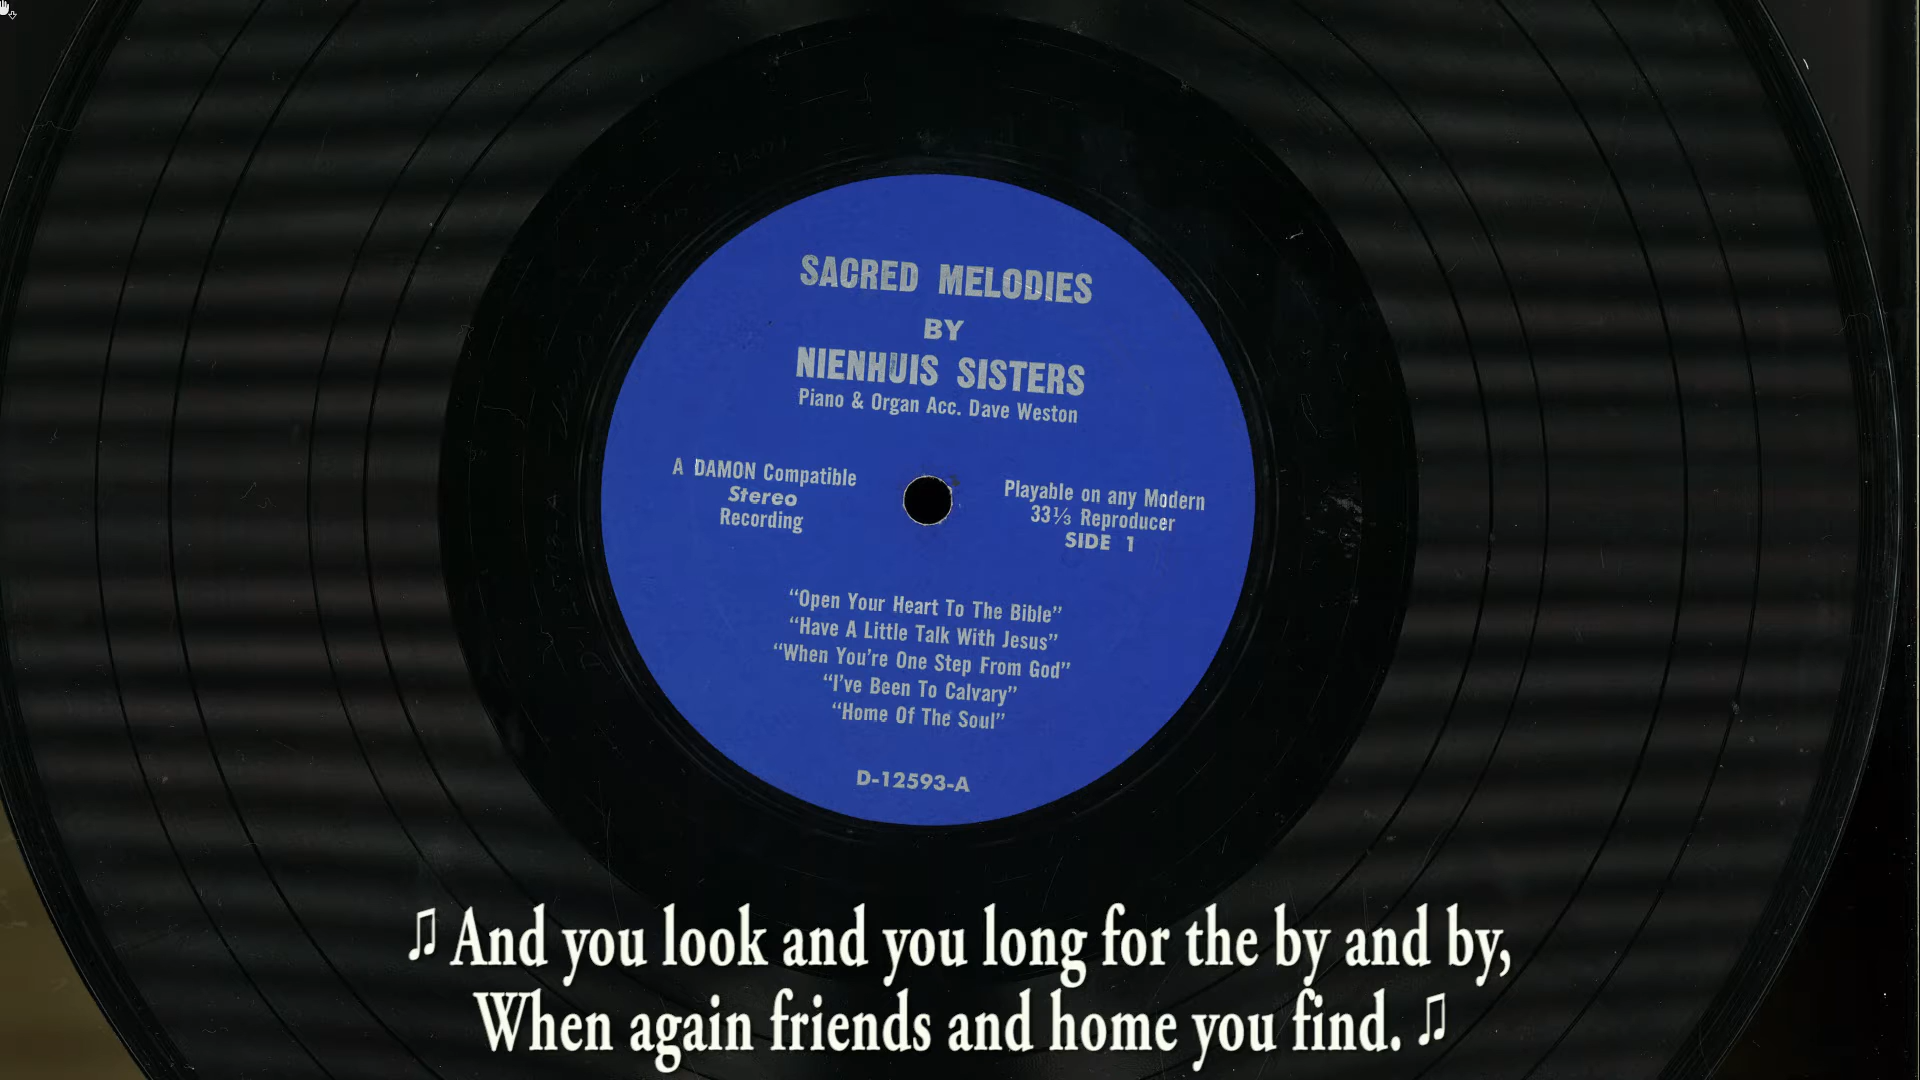 SACRED MELODIES
BY
NIENHUIS SISTERS
Piano & Organ Acc. Dave Weston
A DAMON Compatible
Stereo
Recording
Playable on any Modern
33⅓ Reproducer
SIDE 1
“Open Your Heart To The Bible”
“Have A Little Talk With Jesus”
“When You’re One Step From God”
“I’ve Been To Calvary”
“Home Of The Soul”
D-12593-A
♫ And you look and you long for the by and by,
When again friends and home you find. ♫